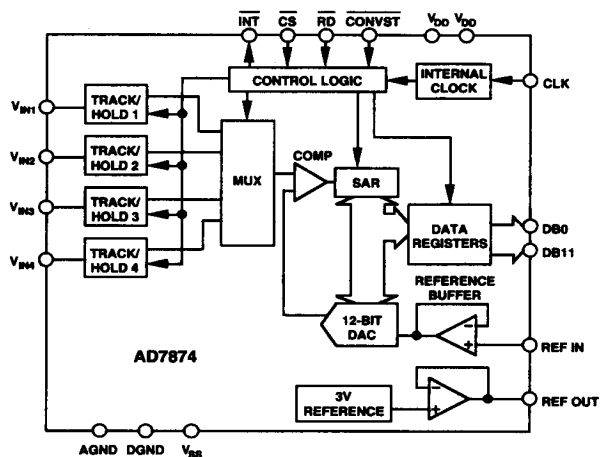 INT CS RD CONVST VDD VDD
CONTROL LOGIC
INTERNAL
CLOCK
CLK
VIN1
TRACK/
HOLD 1
VIN2
TRACK/
HOLD 2
VIN3
TRACK/
HOLD 3
VIN4
TRACK/
HOLD 4
MUX
COMP
SAR
DATA
REGISTERS
DB0
DB11
REFERENCE
BUFFER
12-BIT
DAC
REF IN
AD7874
3V
REFERENCE
REF OUT
AGND DGND VSS